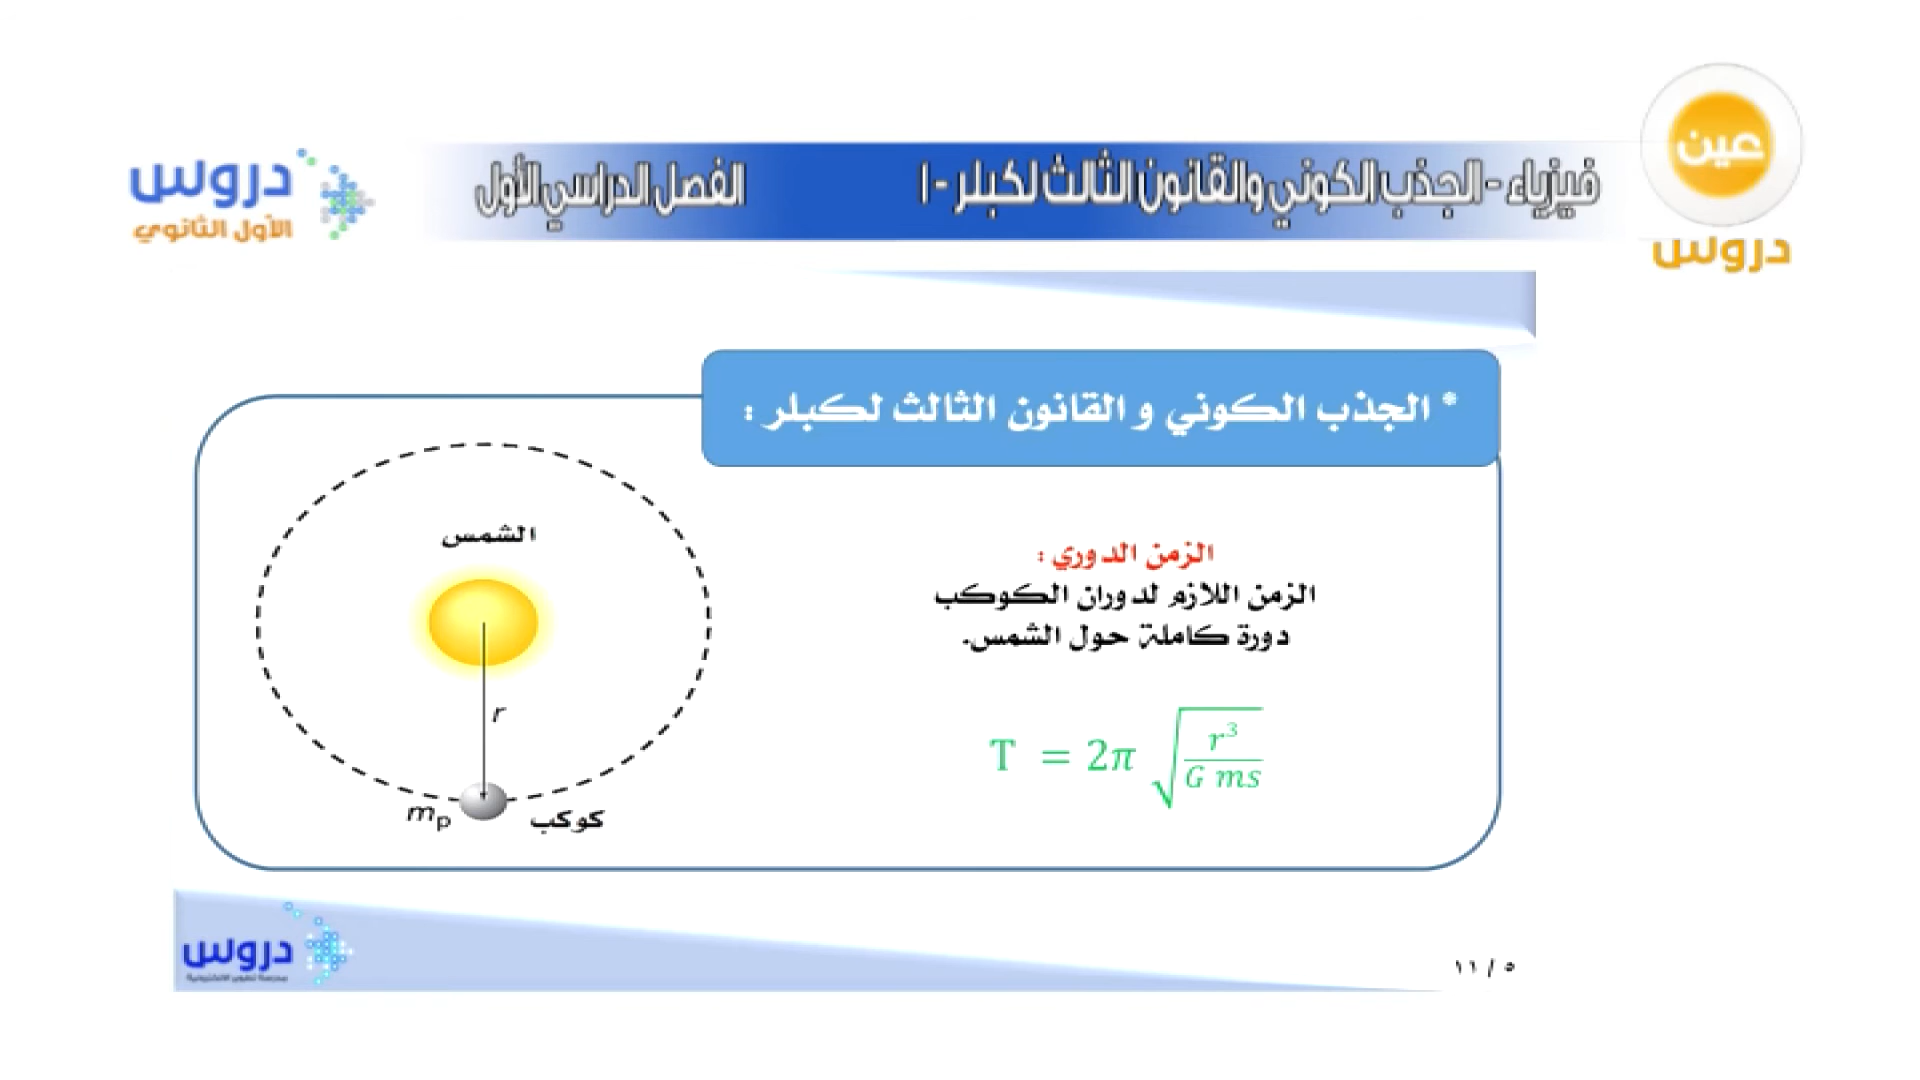 عين
دروس
فيزياء - الجذب الكوني والقانون الثالث لكبلر - ١
الفصل الدراسي الأول
دروس
الأول الثانوي
* الجذب الكوني و القانون الثالث لكبلر :
الزمن الدوري :
الزمن اللازم لدوران الكوكب
دورة كاملة حول الشمس.
T = 2π √(r³ / G ms)
الشمس
r
mp
كوكب
دروس
٥ / ١١